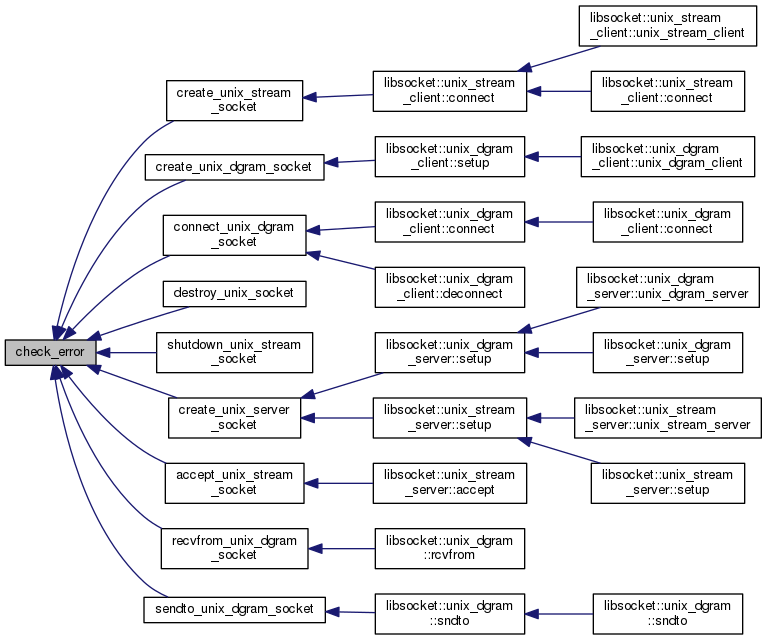 check_error
create_unix_stream
_socket
create_unix_dgram_socket
connect_unix_dgram
_socket
destroy_unix_socket
shutdown_unix_stream
_socket
create_unix_server
_socket
accept_unix_stream
_socket
recvfrom_unix_dgram
_socket
sendto_unix_dgram_socket
libsocket::unix_stream
_client::connect
libsocket::unix_dgram
_client::setup
libsocket::unix_dgram
_client::connect
libsocket::unix_dgram
_client::deconnect
libsocket::unix_dgram
_server::setup
libsocket::unix_stream
_server::setup
libsocket::unix_stream
_server::accept
libsocket::unix_dgram
::rcvfrom
libsocket::unix_dgram
::sndto
libsocket::unix_stream
_client::unix_stream_client
libsocket::unix_stream
_client::connect
libsocket::unix_dgram
_client::unix_dgram_client
libsocket::unix_dgram
_client::connect
libsocket::unix_dgram
_server::unix_dgram_server
libsocket::unix_dgram
_server::setup
libsocket::unix_stream
_server::unix_stream_server
libsocket::unix_stream
_server::setup
libsocket::unix_dgram
::sndto